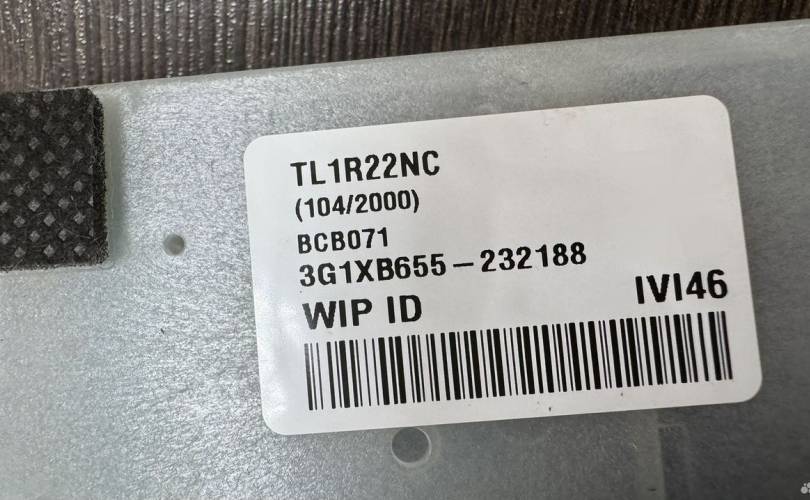 TL1R22NC
(104/2000)
BCB071
3G1XB655-232188
WIP ID IVI46